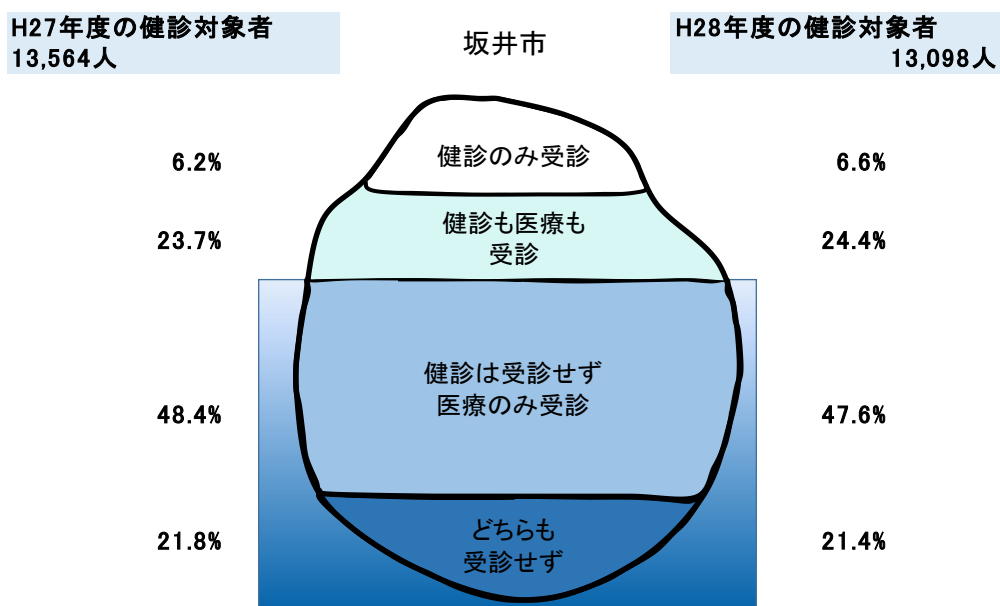 H27年度の健診対象者
13,564人
坂井市
H28年度の健診対象者
13,098人
6.2%
健診のみ受診
6.6%
23.7%
健診も医療も
受診
24.4%
48.4%
健診は受診せず
医療のみ受診
47.6%
21.8%
どちらも
受診せず
21.4%